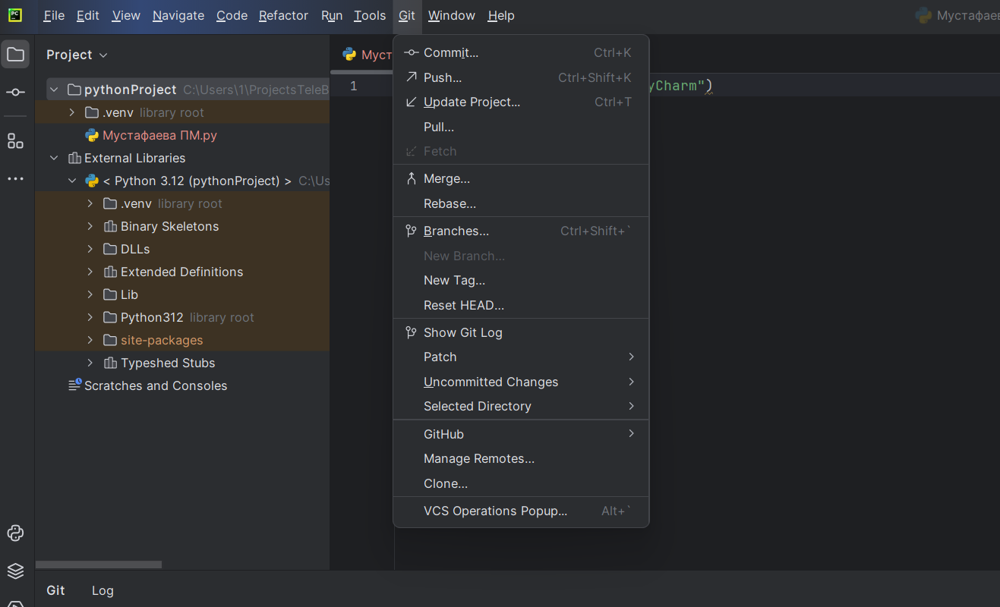 PC File Edit View Navigate Code Refactor Run Tools Git Window Help Мустафаев
Project
Муст
pythonProject C:\Users\1\ProjectsTeleB
.venv library root
Мустафаева ПМ.py
External Libraries
< Python 3.12 (pythonProject) > C:\Us
.venv library root
Binary Skeletons
DLLs
Extended Definitions
Lib
Python312 library root
site-packages
Typeshed Stubs
Scratches and Consoles
1 yCharm")
Commit... Ctrl+K
Push... Ctrl+Shift+K
Update Project... Ctrl+T
Pull...
Fetch
Merge...
Rebase...
Branches... Ctrl+Shift+`
New Branch...
New Tag...
Reset HEAD...
Show Git Log
Patch
Uncommitted Changes
Selected Directory
GitHub
Manage Remotes...
Clone...
VCS Operations Popup... Alt+`
Git Log